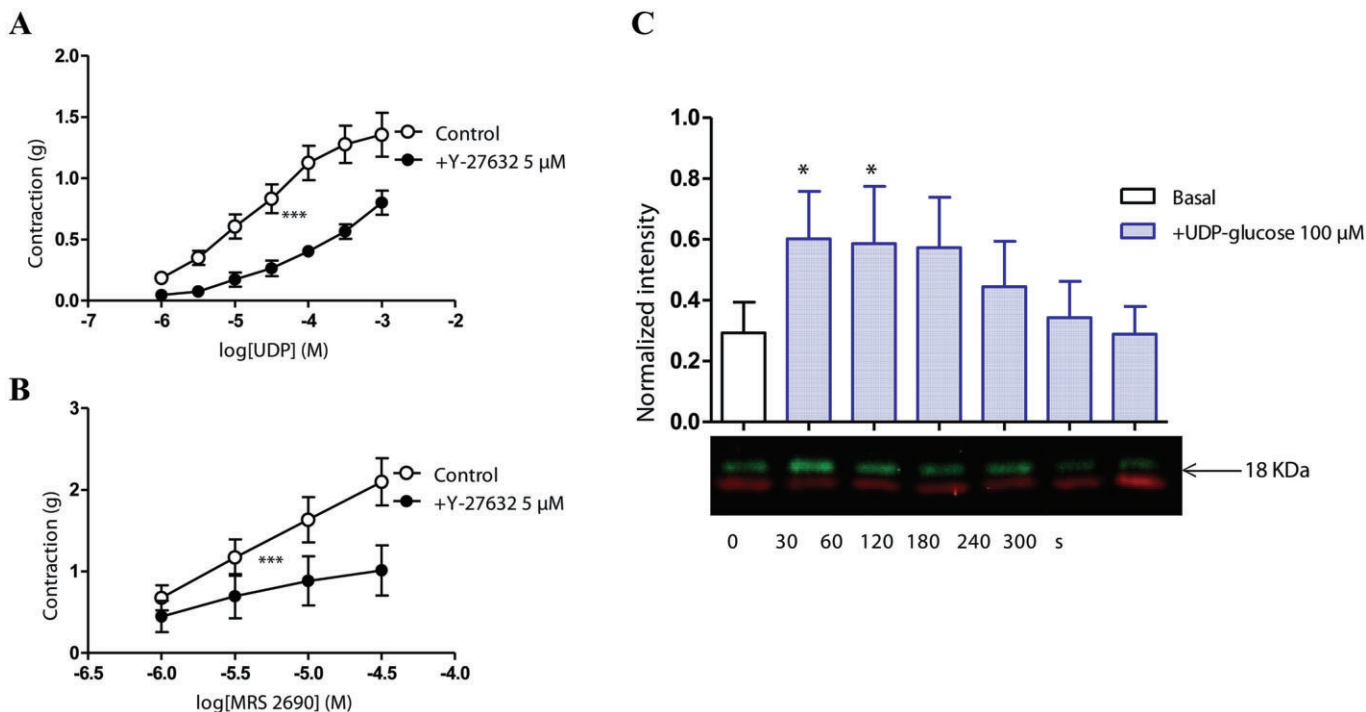 A
2.0
1.5
1.0
0.5
0.0
Contraction (g)
Control
+Y-27632 5 µM
***
-7 -6 -5 -4 -3 -2
log[UDP] (M)
B
3
2
1
0
Contraction (g)
Control
+Y-27632 5 µM
***
-6.5 -6.0 -5.5 -5.0 -4.5 -4.0
log[MRS 2690] (M)
C
1.0
0.8
0.6
0.4
0.2
0.0
Normalized intensity
* *
Basal
+UDP-glucose 100 µM
18 KDa
0 30 60 120 180 240 300 s